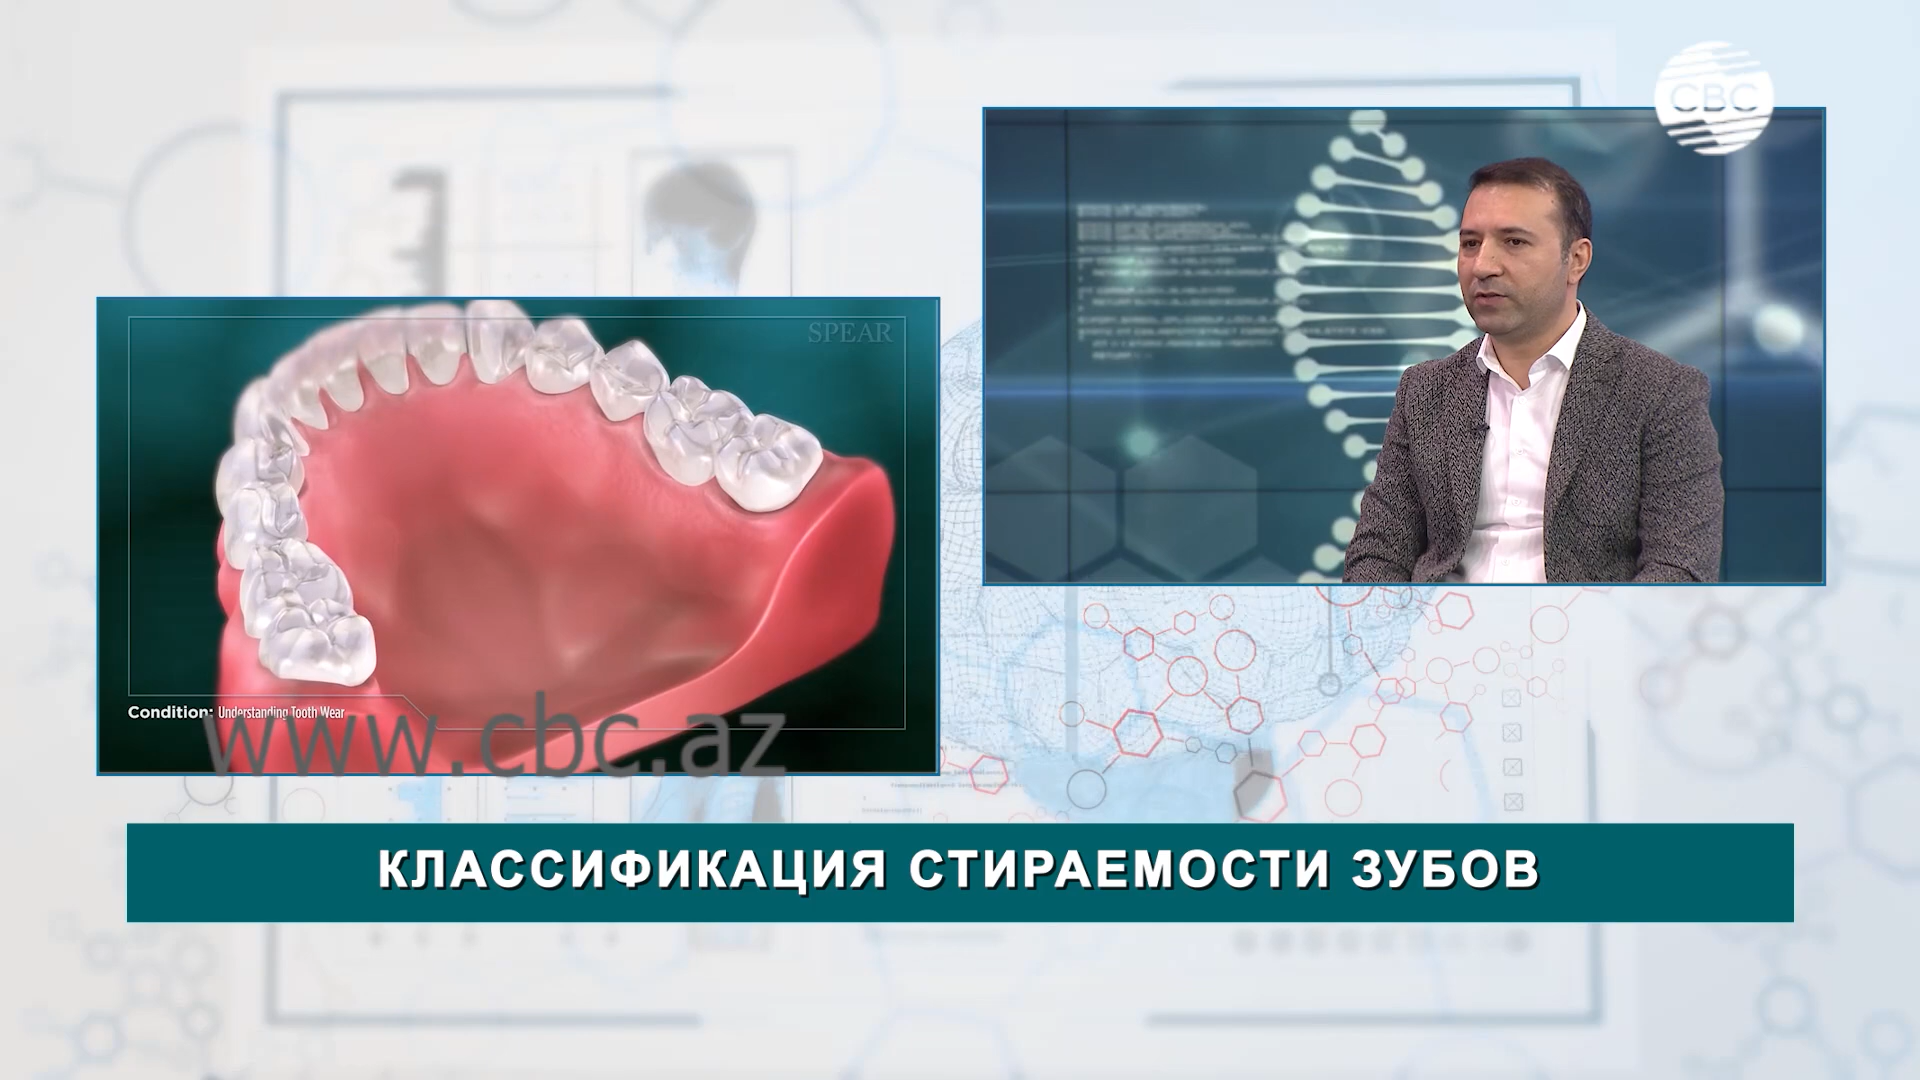 CBC
SPEAR
Condition: Understanding Tooth Wear
www.cbc.az
КЛАССИФИКАЦИЯ СТИРАЕМОСТИ ЗУБОВ